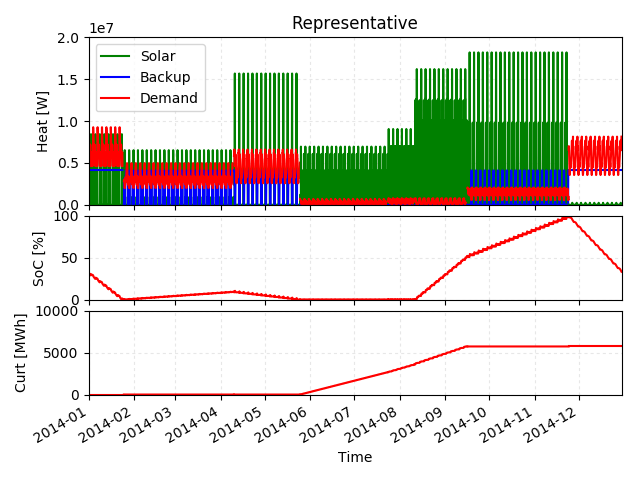 Representative
1e7
2.0
1.5
1.0
0.5
0.0
Heat [W]
Solar
Backup
Demand
100
50
0
SoC [%]
10000
5000
0
Curt [MWh]
2014-01
2014-02
2014-03
2014-04
2014-05
2014-06
2014-07
2014-08
2014-09
2014-10
2014-11
2014-12
Time